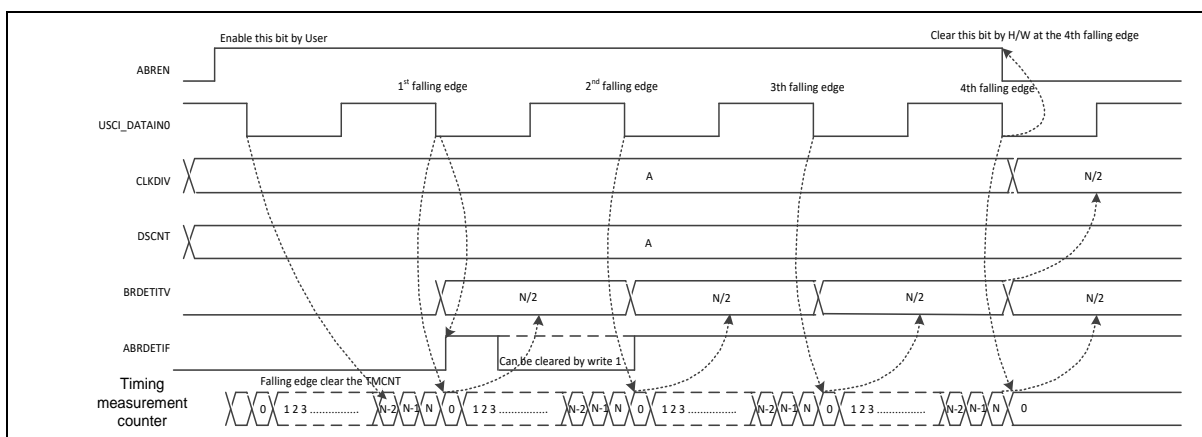 Enable this bit by User
Clear this bit by H/W at the 4th falling edge
ABREN
1st falling edge
2nd falling edge
3th falling edge
4th falling edge
USCI_DATAIN0
CLKDIV
A
N/2
DSCNT
A
BRDETITV
N/2
N/2
N/2
N/2
ABRDETIF
Can be cleared by write 1
Falling edge clear the TMCNT
Timing
measurement
counter
0 1 2 3 .................. N-2 N-1 N 0 1 2 3 .................. N-2 N-1 N 0 1 2 3 .................. N-2 N-1 N 0 1 2 3 .................. N-2 N-1 N 0